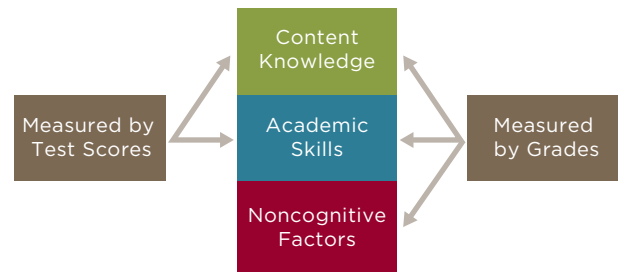 Content
Knowledge
Measured by
Test Scores
Academic
Skills
Measured
by Grades
Noncognitive
Factors